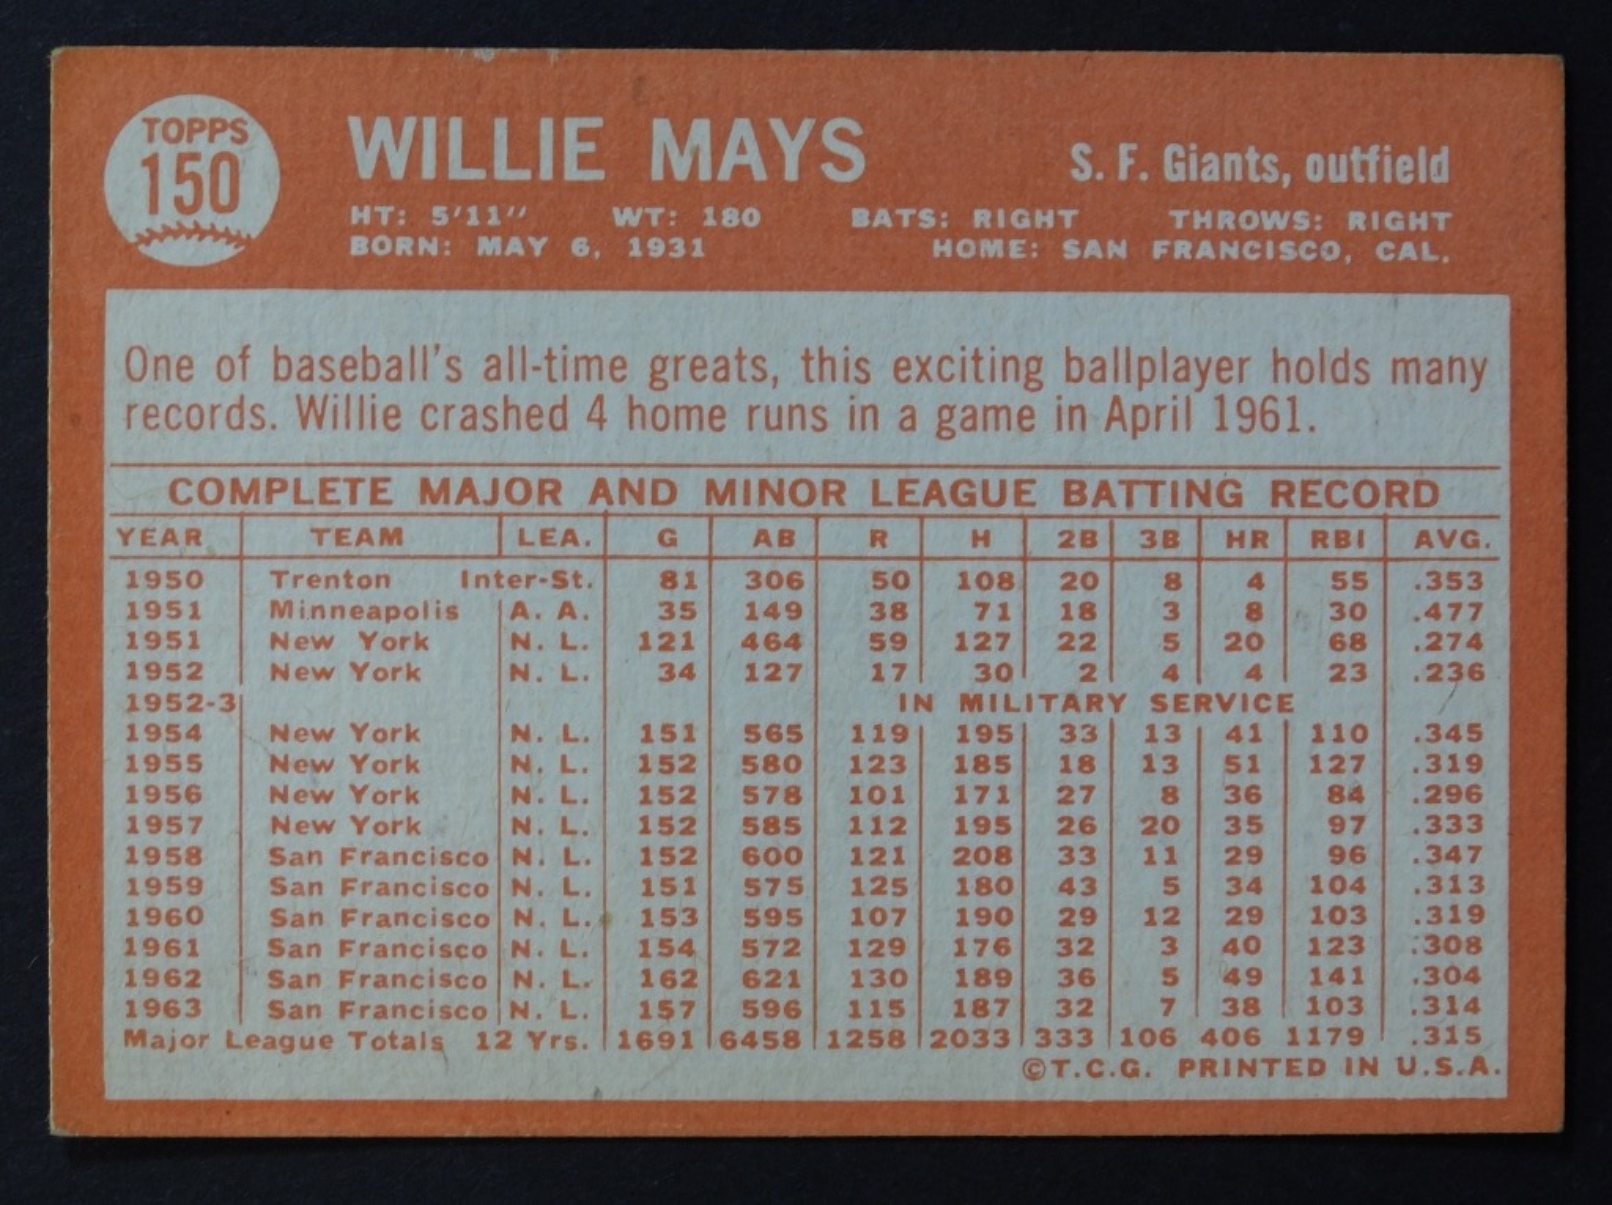 TOPPS
150
WILLIE MAYS
S. F. Giants, outfield
HT: 5'11" WT: 180 BATS: RIGHT THROWS: RIGHT
BORN: MAY 6, 1931 HOME: SAN FRANCISCO, CAL.
One of baseball's all-time greats, this exciting ballplayer holds many
records. Willie crashed 4 home runs in a game in April 1961.
COMPLETE MAJOR AND MINOR LEAGUE BATTING RECORD
YEAR TEAM LEA. G AB R H 2B 3B HR RBI AVG.
1950 Trenton Inter-St. 81 306 50 108 20 8 4 55 .353
1951 Minneapolis A. A. 35 149 38 71 18 3 8 30 .477
1951 New York N. L. 121 464 59 127 22 5 20 68 .274
1952 New York N. L. 34 127 17 30 2 4 4 23 .236
1952-3 IN MILITARY SERVICE
1954 New York N. L. 151 565 119 195 33 13 41 110 .345
1955 New York N. L. 152 580 123 185 18 13 51 127 .319
1956 New York N. L. 152 578 101 171 27 8 36 84 .296
1957 New York N. L. 152 585 112 195 26 20 35 97 .333
1958 San Francisco N. L. 152 600 121 208 33 11 29 96 .347
1959 San Francisco N. L. 151 575 125 180 43 5 34 104 .313
1960 San Francisco N. L. 153 595 107 190 29 12 29 103 .319
1961 San Francisco N. L. 154 572 129 176 32 3 40 123 .308
1962 San Francisco N. L. 162 621 130 189 36 5 49 141 .304
1963 San Francisco N. L. 157 596 115 187 32 7 38 103 .314
Major League Totals 12 Yrs. 1691 6458 1258 2033 333 106 406 1179 .315
©T.C.G. PRINTED IN U.S.A.